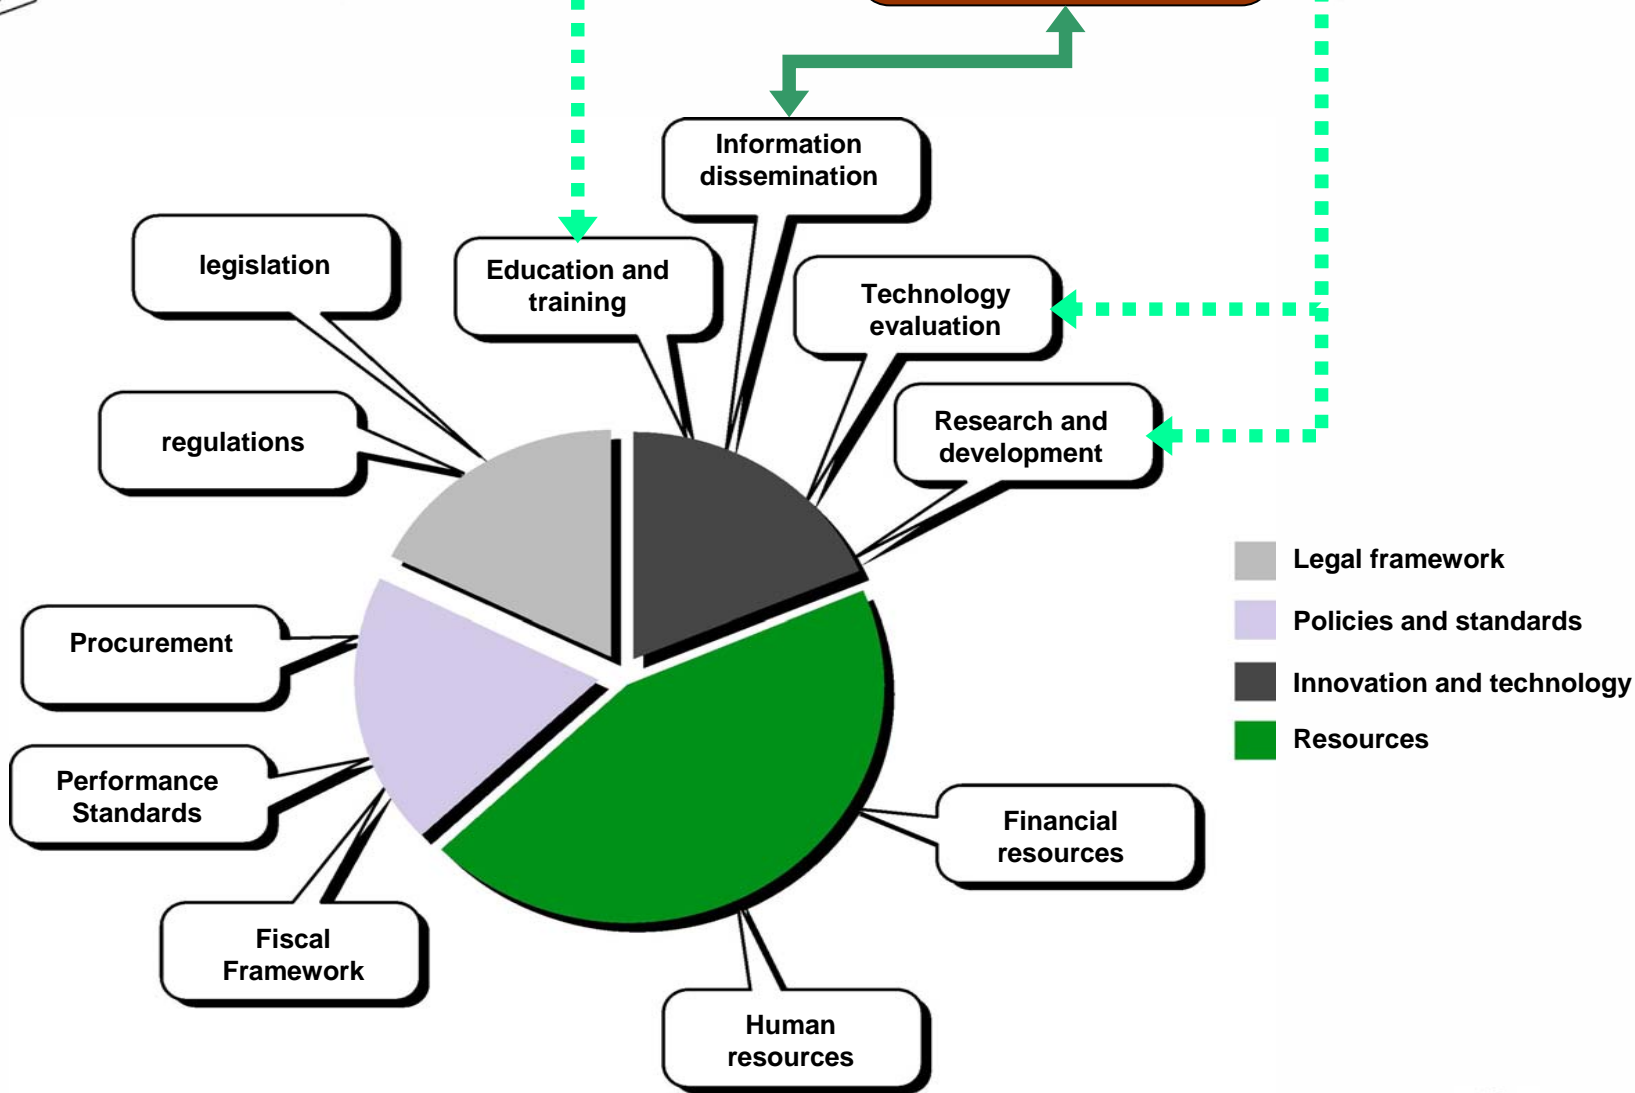 Information
dissemination
legislation
Education and
training
Technology
evaluation
regulations
Research and
development
Legal framework
Policies and standards
Innovation and technology
Resources
Procurement
Performance
Standards
Financial
resources
Fiscal
Framework
Human
resources